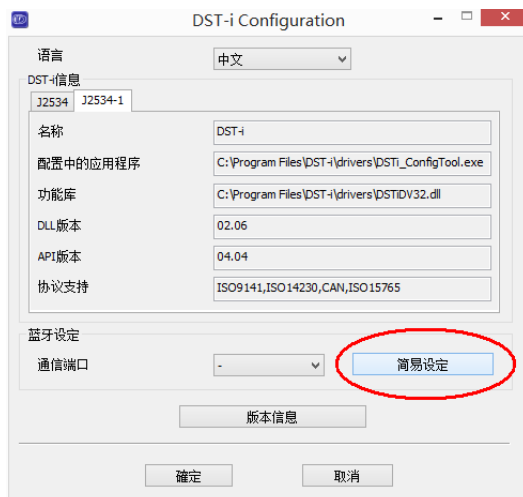 DST-i Configuration
语言 中文
DST-i信息
J2534 J2534-1
名称 DST-i
配置中的应用程序 C:\Program Files\DST-i\drivers\DSTi_ConfigTool.exe
功能库 C:\Program Files\DST-i\drivers\DSTiDV32.dll
DLL版本 02.06
API版本 04.04
协议支持 ISO9141,ISO14230,CAN,ISO15765
蓝牙设定
通信端口 - 简易设定
版本信息
確定 取消